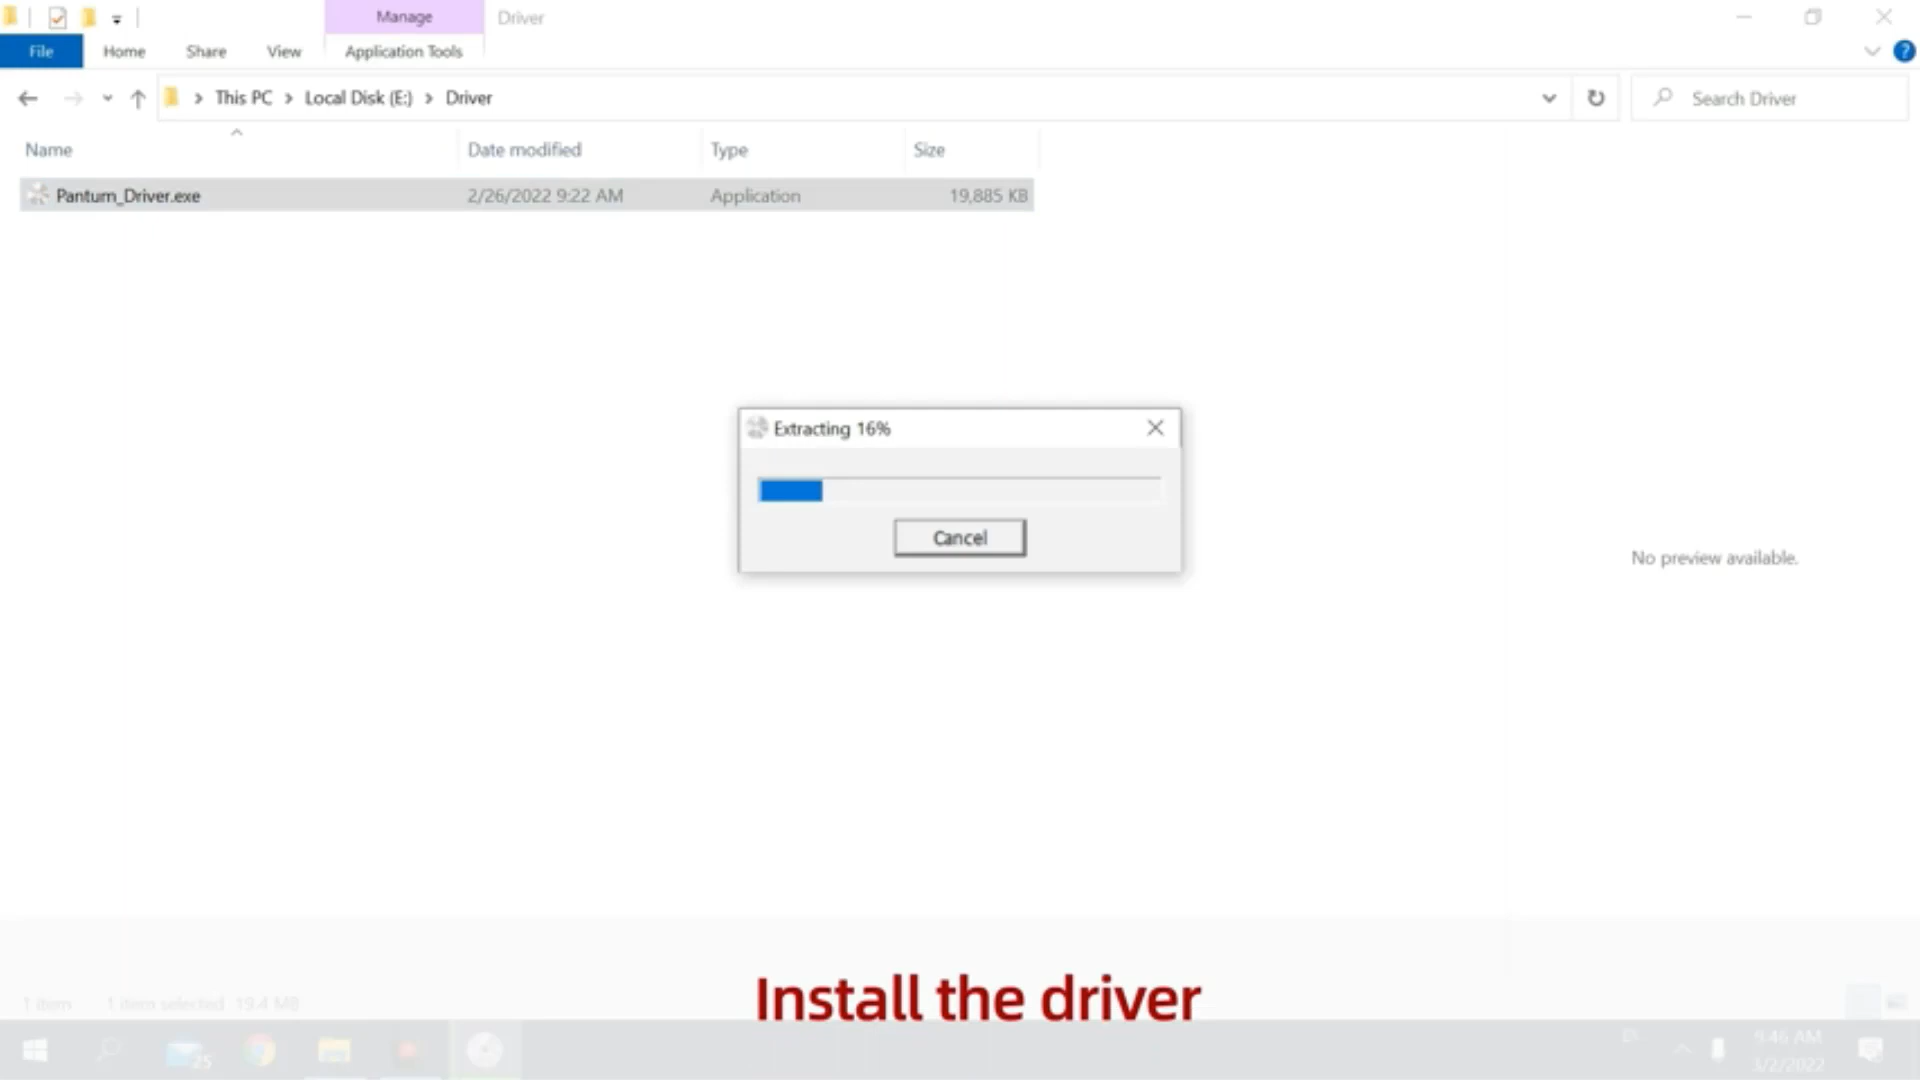 Manage
Driver
File
Home
Share
View
Application Tools
?
This PC > Local Disk (E:) > Driver
Search Driver
Name
Date modified
Type
Size
Pantum_Driver.exe
2/26/2022 9:22 AM
Application
19,885 KB
Extracting 16%
Cancel
No preview available.
Install the driver
1 item
1 item selected 19.4 MB
25
9:46 AM
3/2/2022